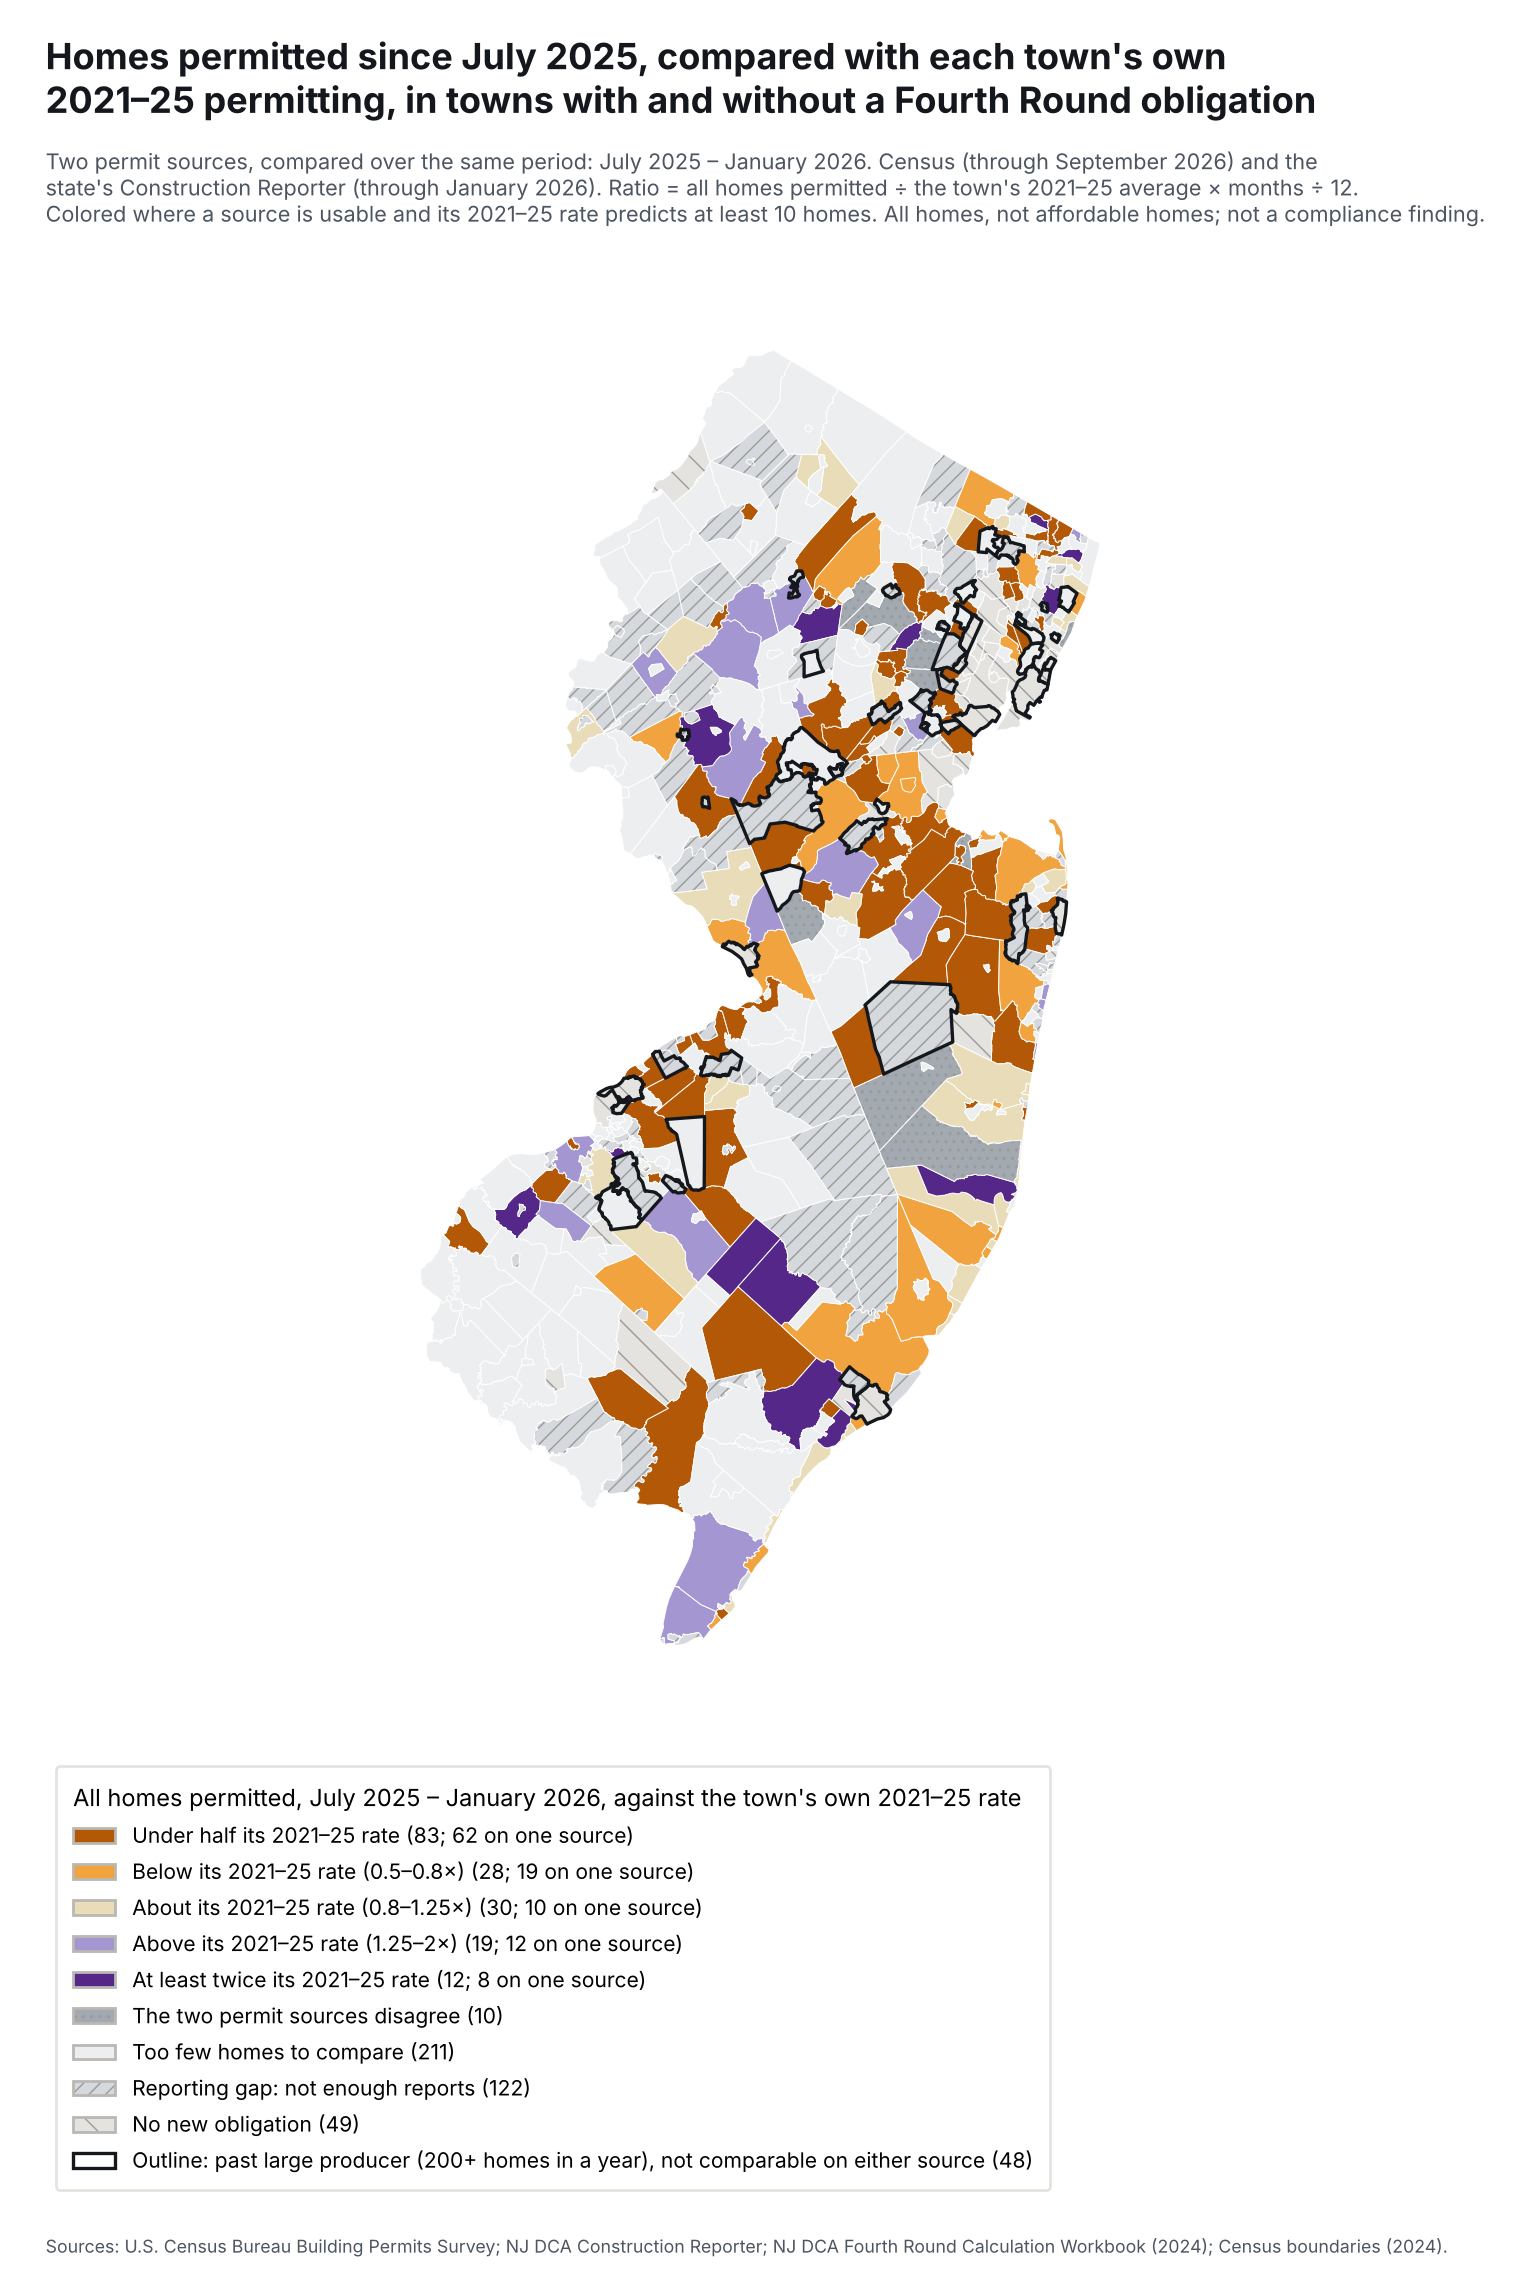 Homes permitted since July 2025, compared with each town's own
2021–25 permitting, in towns with and without a Fourth Round obligation
Two permit sources, compared over the same period: July 2025 – January 2026. Census (through September 2026) and the
state's Construction Reporter (through January 2026). Ratio = all homes permitted ÷ the town's 2021–25 average × months ÷ 12.
Colored where a source is usable and its 2021–25 rate predicts at least 10 homes. All homes, not affordable homes; not a compliance finding.
All homes permitted, July 2025 – January 2026, against the town's own 2021–25 rate
Under half its 2021–25 rate (83; 62 on one source)
Below its 2021–25 rate (0.5–0.8×) (28; 19 on one source)
About its 2021–25 rate (0.8–1.25×) (30; 10 on one source)
Above its 2021–25 rate (1.25–2×) (19; 12 on one source)
At least twice its 2021–25 rate (12; 8 on one source)
The two permit sources disagree (10)
Too few homes to compare (211)
Reporting gap: not enough reports (122)
No new obligation (49)
Outline: past large producer (200+ homes in a year), not comparable on either source (48)
Sources: U.S. Census Bureau Building Permits Survey; NJ DCA Construction Reporter; NJ DCA Fourth Round Calculation Workbook (2024); Census boundaries (2024).